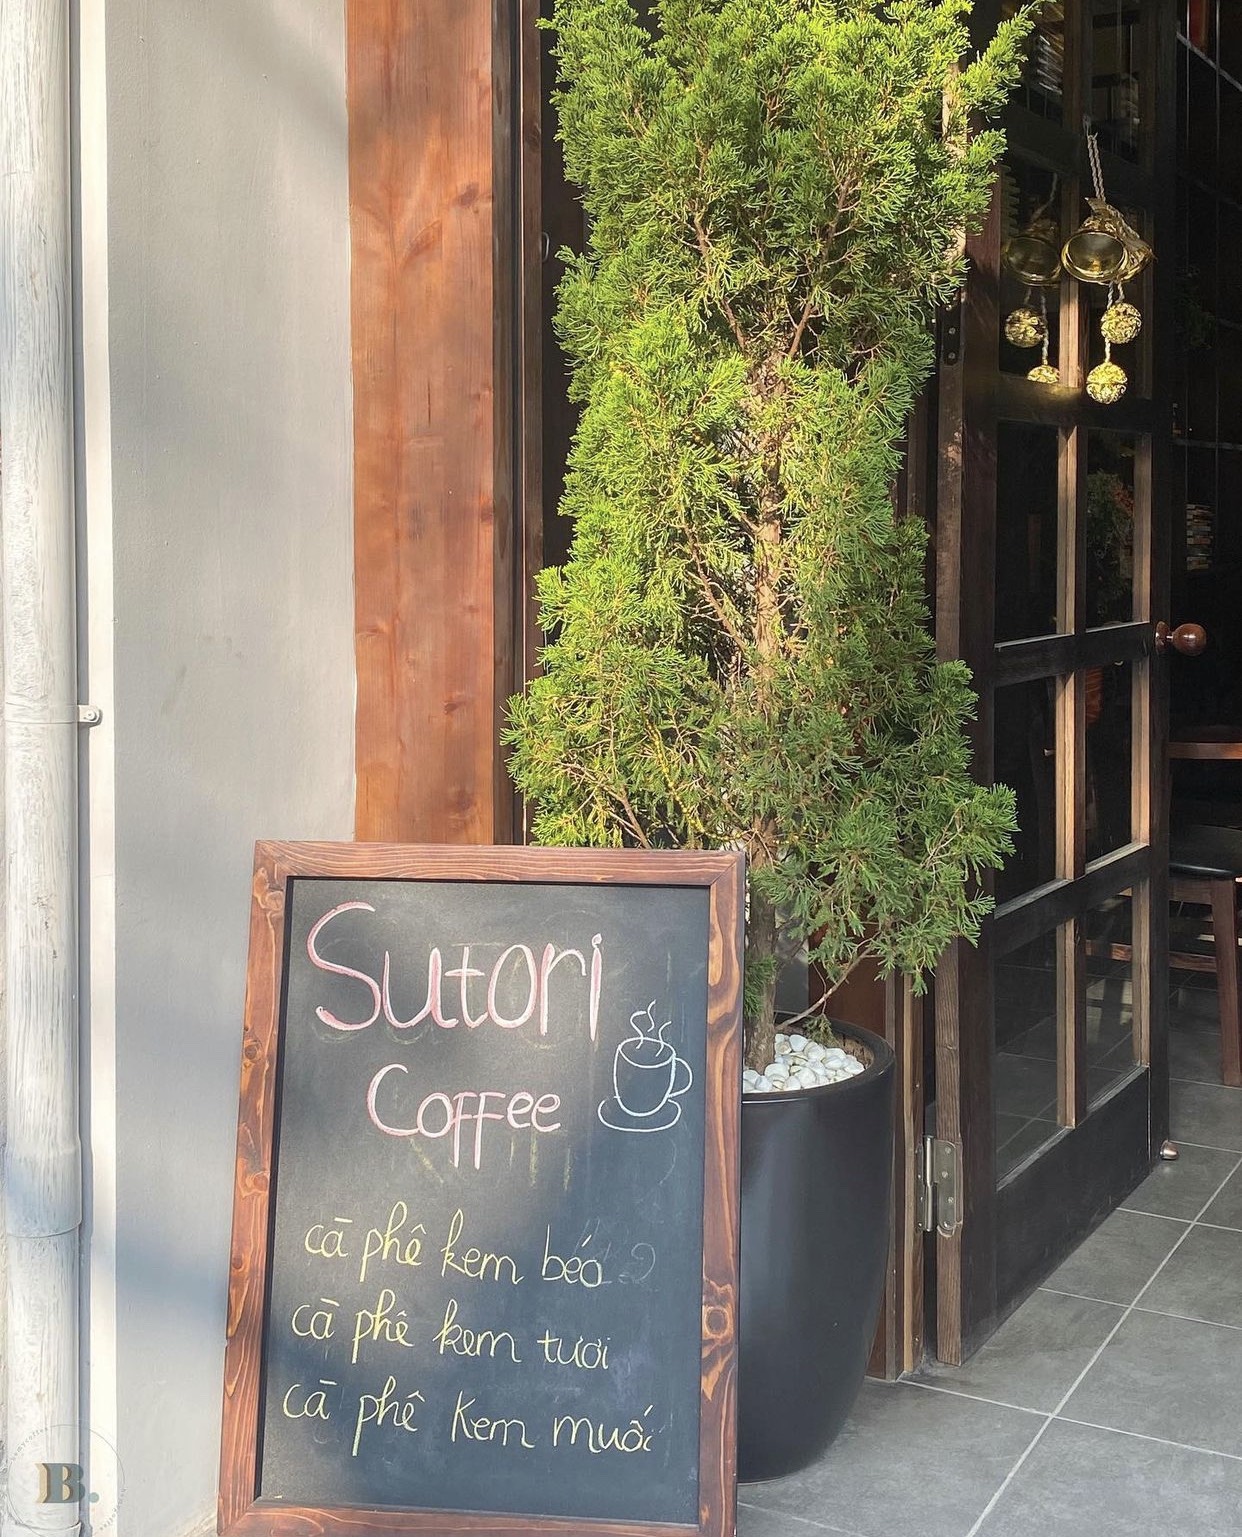 Sutori
Coffee
cà phê kem béo
cà phê kem tươi
cà phê kem muối
B.